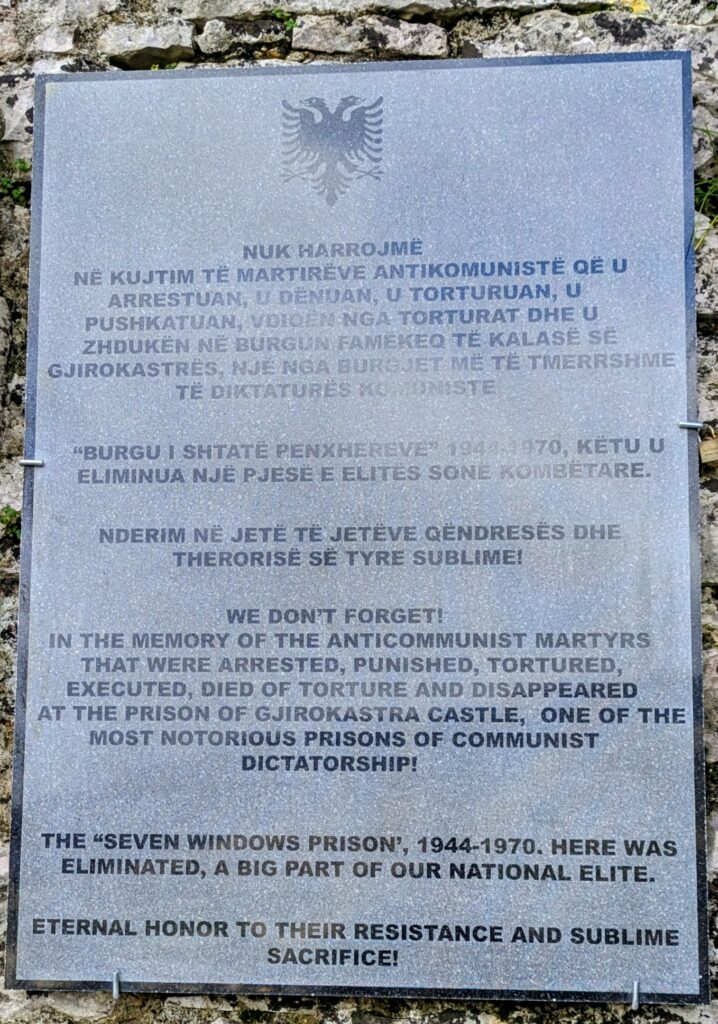 NUK HARROJMË
NË KUJTIM TË MARTIRËVE ANTIKOMUNISTË QË U
ARRESTUAN, U DËNUAN, U TORTURUAN, U
PUSHKATUAN, VDIQËN NGA TORTURAT DHE U
ZHDUKËN NË BURGUN FAMËKEQ TË KALASË SË
GJIROKASTRËS, NJË NGA BURGJET MË TË TMERRSHME
TË DIKTATURËS KOMUNISTE
"BURGU I SHTATË PENXHEREVE" 1944-1970, KËTU U
ELIMINUA NJË PJESË E ELITËS SONË KOMBËTARE.
NDERIM NË JETË TË JETËVE QËNDRESËS DHE
THERORISË SË TYRE SUBLIME!
WE DON'T FORGET!
IN THE MEMORY OF THE ANTICOMMUNIST MARTYRS
THAT WERE ARRESTED, PUNISHED, TORTURED,
EXECUTED, DIED OF TORTURE AND DISAPPEARED
AT THE PRISON OF GJIROKASTRA CASTLE, ONE OF THE
MOST NOTORIOUS PRISONS OF COMMUNIST
DICTATORSHIP!
THE "SEVEN WINDOWS PRISON', 1944-1970. HERE WAS
ELIMINATED, A BIG PART OF OUR NATIONAL ELITE.
ETERNAL HONOR TO THEIR RESISTANCE AND SUBLIME
SACRIFICE!